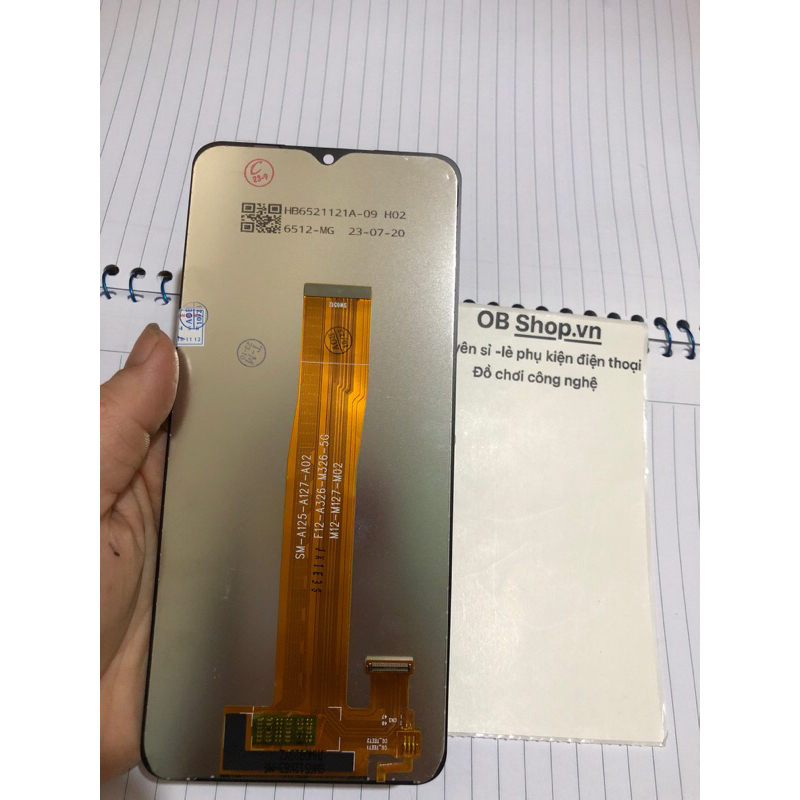 HB6521121A-09 H02
6512-MG 23-07-20
OB Shop.vn
yên sỉ -lẻ phụ kiện điện thoại
Đồ chơi công nghệ
SM-A125-A127-A02
F12-A326-M326-5G
M12-M127-M02